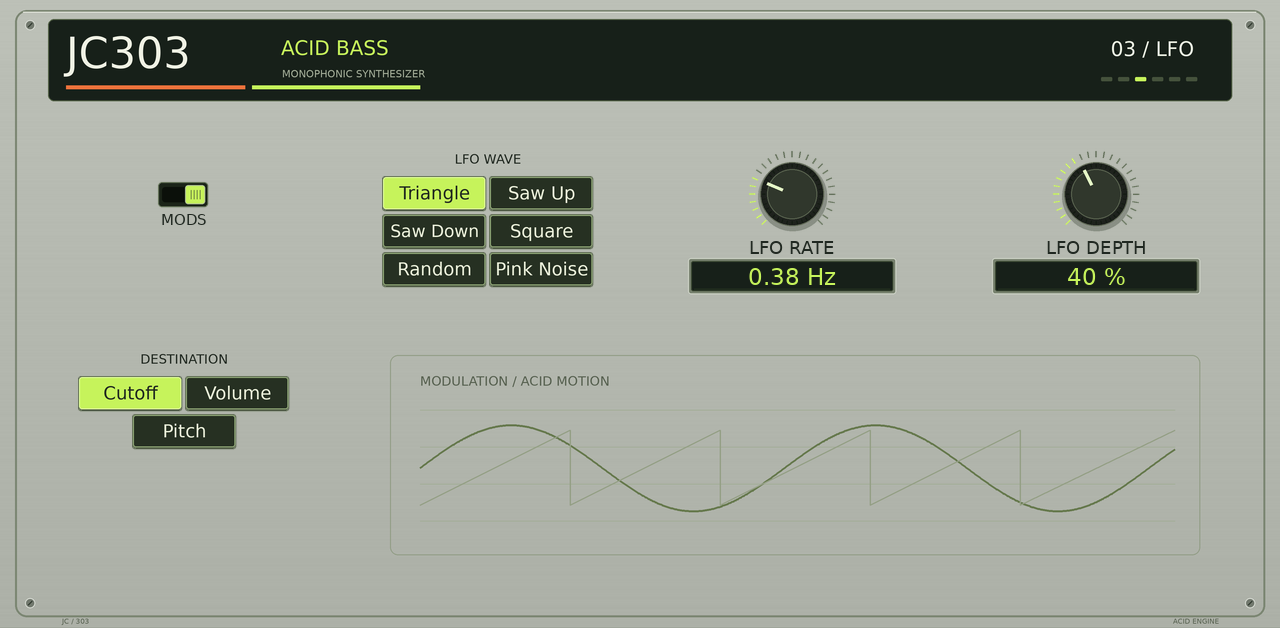 JC303
ACID BASS
MONOPHONIC SYNTHESIZER
03 / LFO
MODS
LFO WAVE
Triangle
Saw Up
Saw Down
Square
Random
Pink Noise
LFO RATE
0.38 Hz
LFO DEPTH
40 %
DESTINATION
Cutoff
Volume
Pitch
MODULATION / ACID MOTION
JC / 303
ACID ENGINE